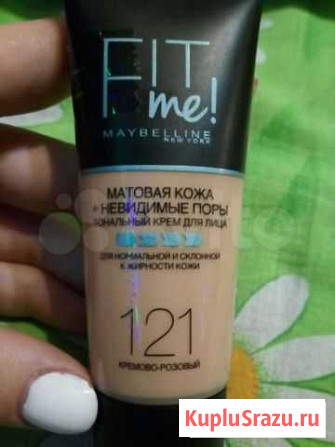 FIT
me!
MAYBELLINE
NEW YORK
МАТОВАЯ КОЖА
+ НЕВИДИМЫЕ ПОРЫ
ТОНАЛЬНЫЙ КРЕМ ДЛЯ ЛИЦА
ДЛЯ НОРМАЛЬНОЙ И СКЛОННОЙ
К ЖИРНОСТИ КОЖИ
121
КРЕМОВО-РОЗОВЫЙ
KupluSrazu.ru